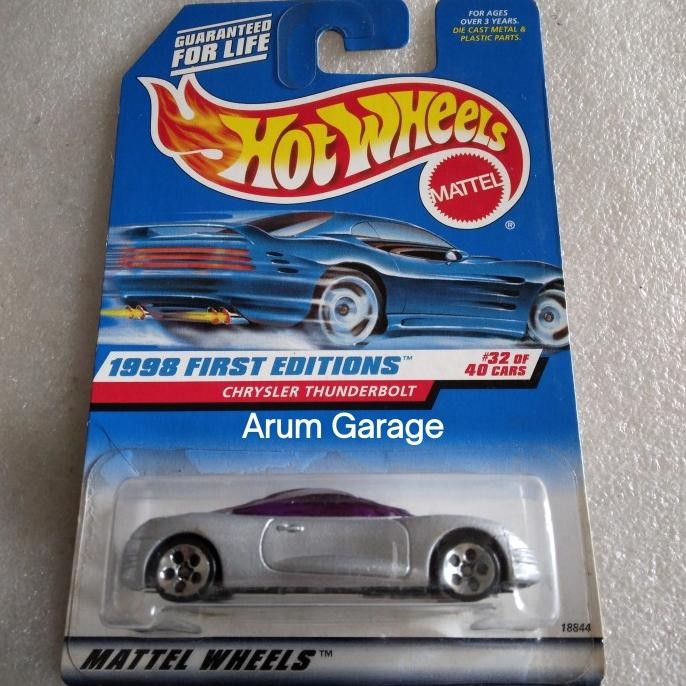 GUARANTEED
FOR LIFE
FOR AGES
OVER 3 YEARS.
DIE CAST METAL &
PLASTIC PARTS.
HOT WHEELS
MATTEL
®
1998 FIRST EDITIONS™
#32 OF
40 CARS
CHRYSLER THUNDERBOLT
Arum Garage
18844
MATTEL WHEELS™